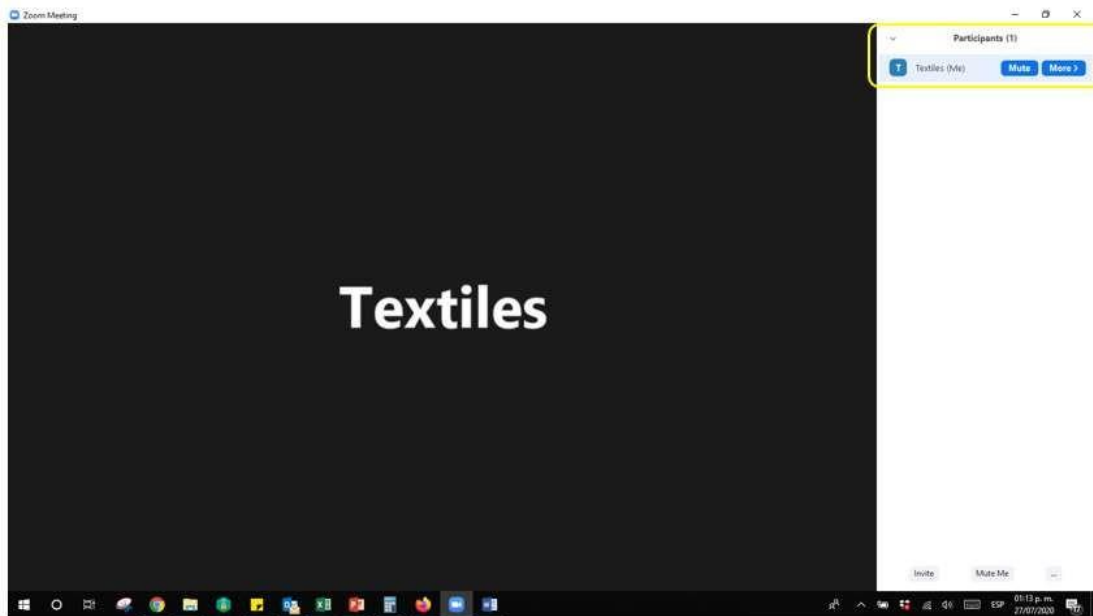 Zoom Meeting
Participants (1)
T Textiles (Me) Mute More >
Textiles
Invite Mute Me ...
ESP 01:13 p. m.
27/07/2020